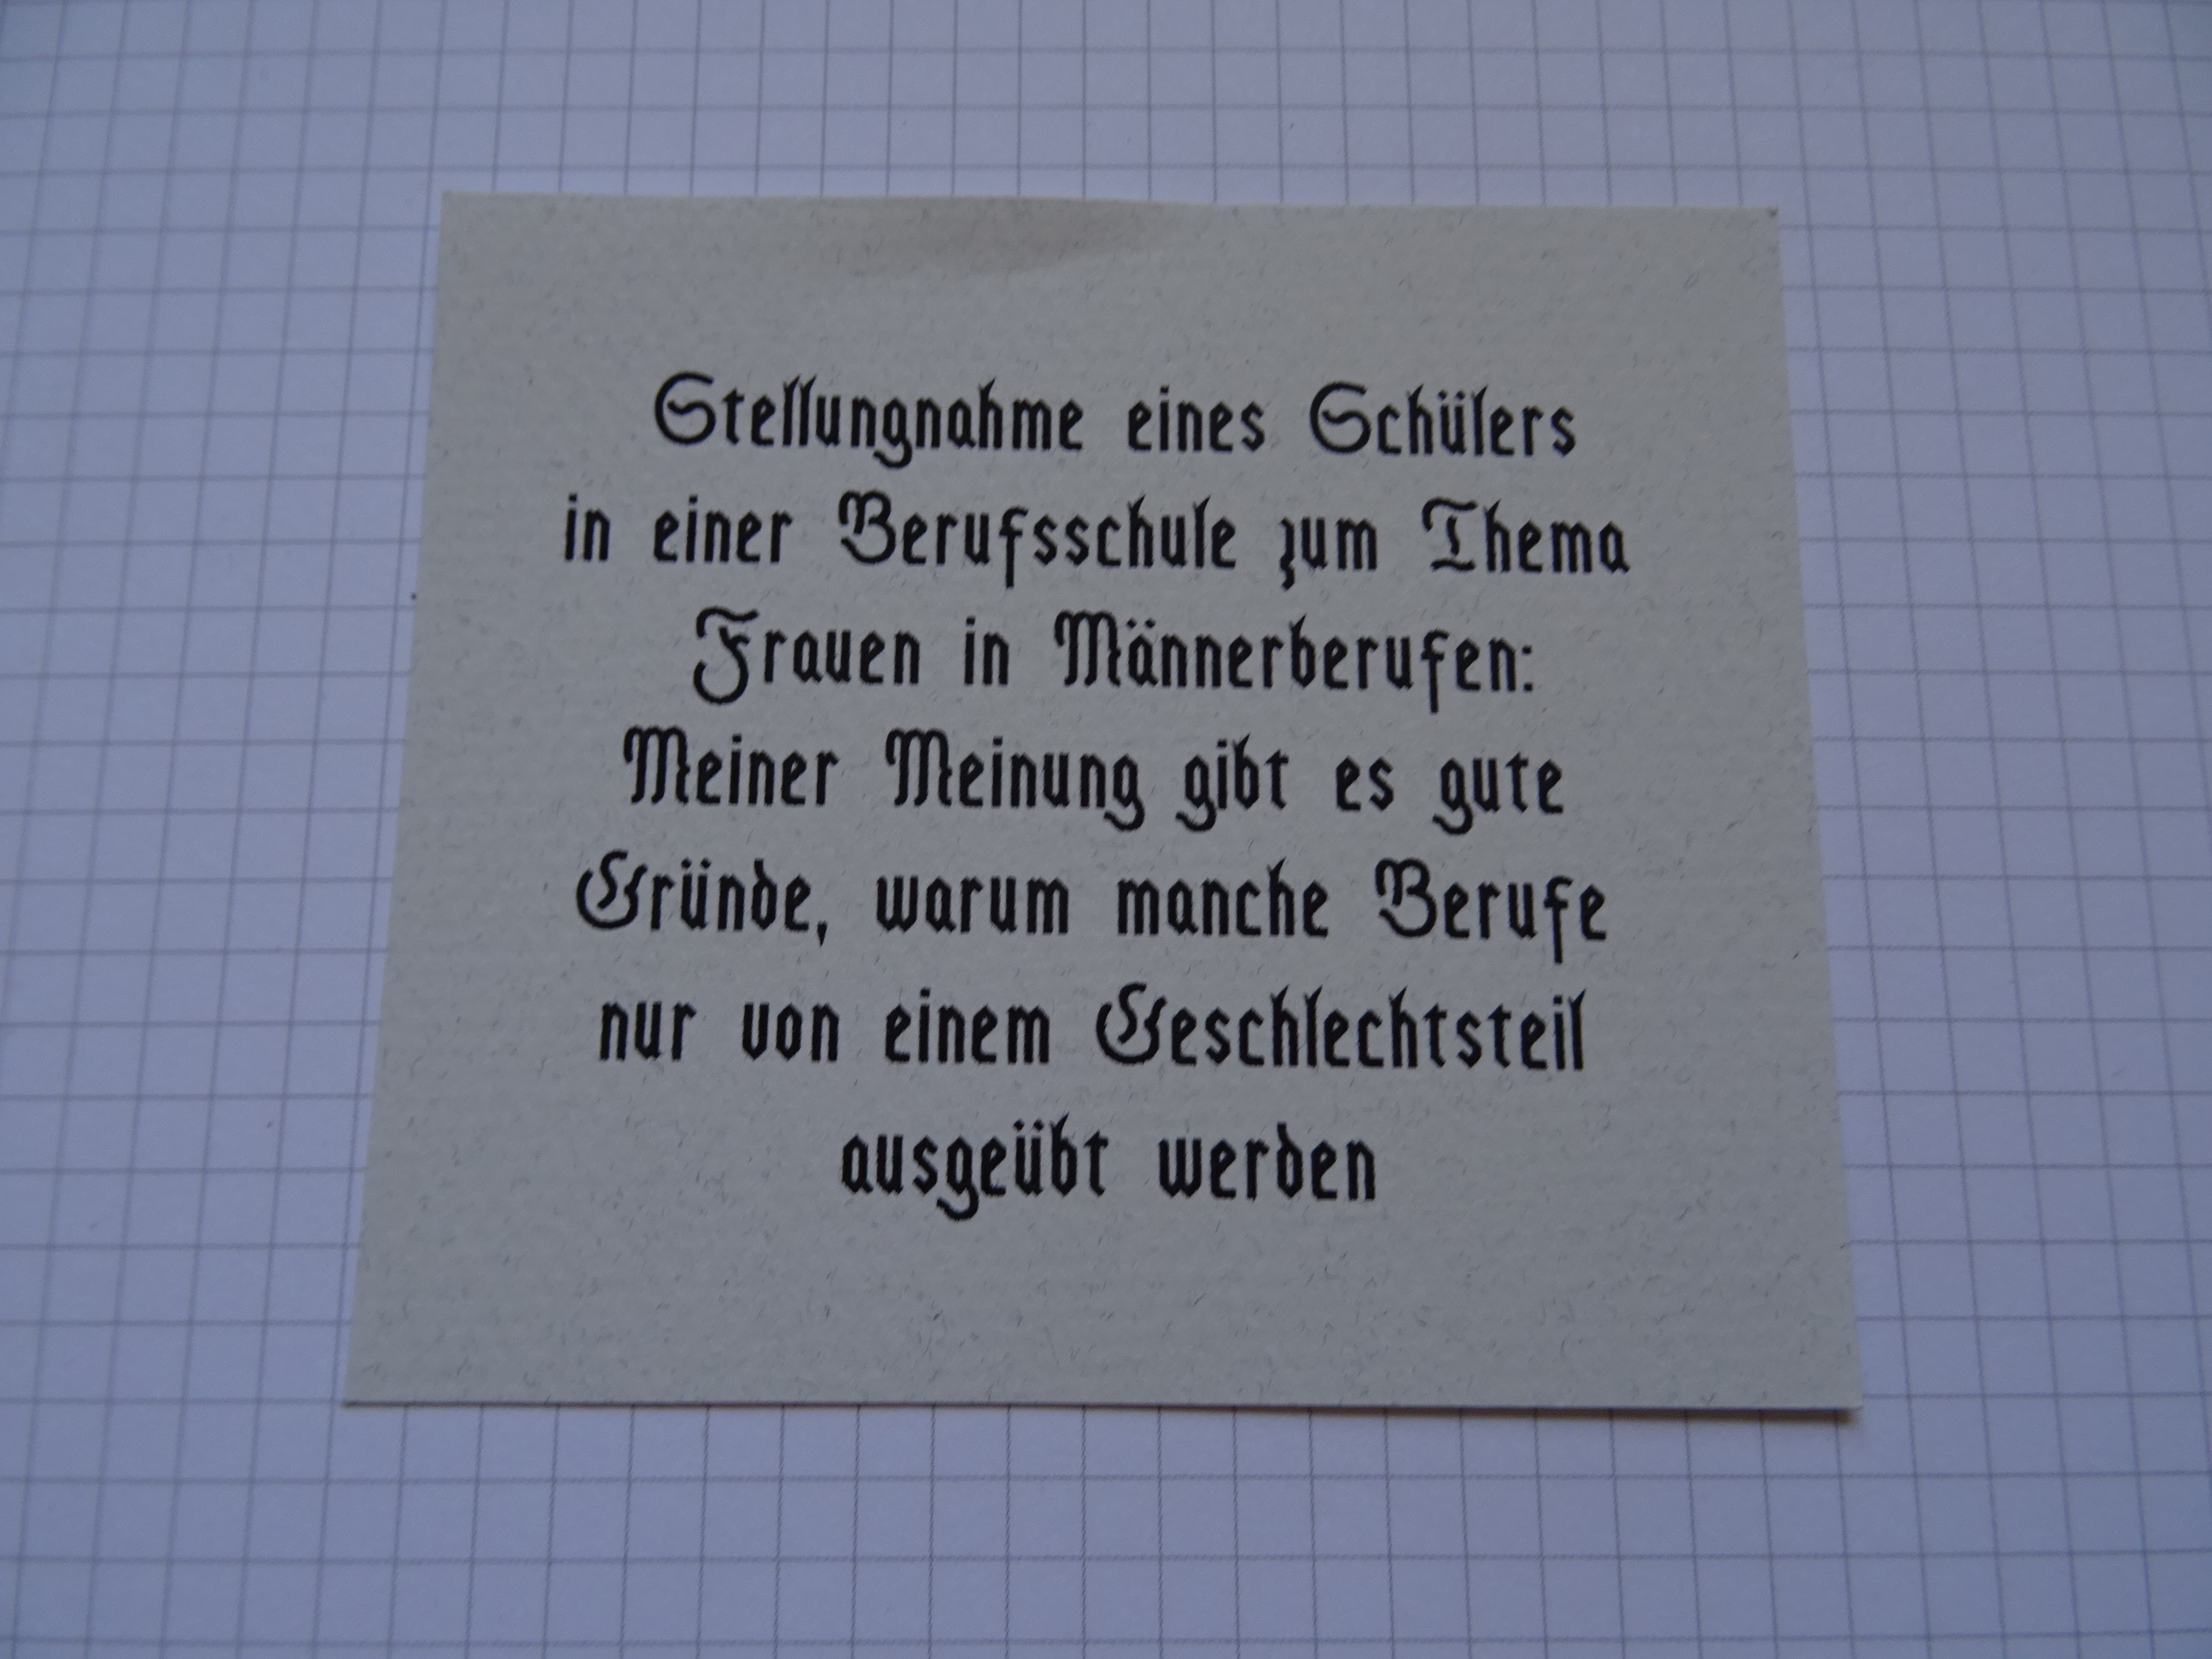 Stellungnahme eines Schülers
in einer Berufsschule zum Thema
Frauen in Männerberufen:
Meiner Meinung gibt es gute
Gründe, warum manche Berufe
nur von einem Geschlechtsteil
ausgeübt werden